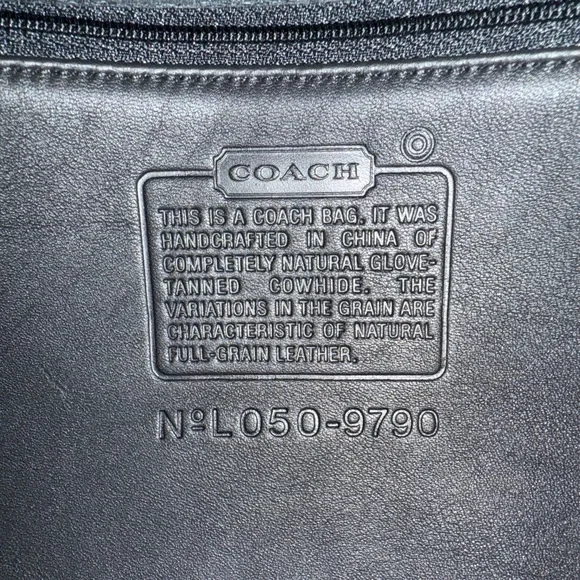 COACH
THIS IS A COACH BAG. IT WAS
HANDCRAFTED IN CHINA OF
COMPLETELY NATURAL GLOVE-
TANNED COWHIDE. THE
VARIATIONS IN THE GRAIN ARE
CHARACTERISTIC OF NATURAL
FULL-GRAIN LEATHER.
NºL050-9790